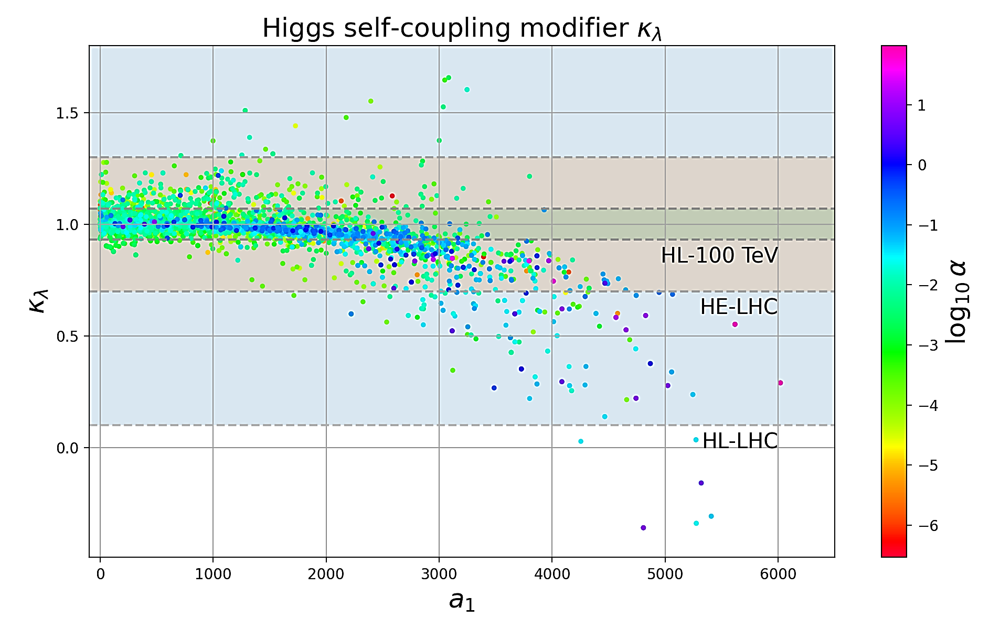 Higgs self-coupling modifier κλ
κλ
1.5
1.0
0.5
0.0
HL-100 TeV
HE-LHC
HL-LHC
0 1000 2000 3000 4000 5000 6000
a1
1
0
−1
−2
−3
−4
−5
−6
log10 α